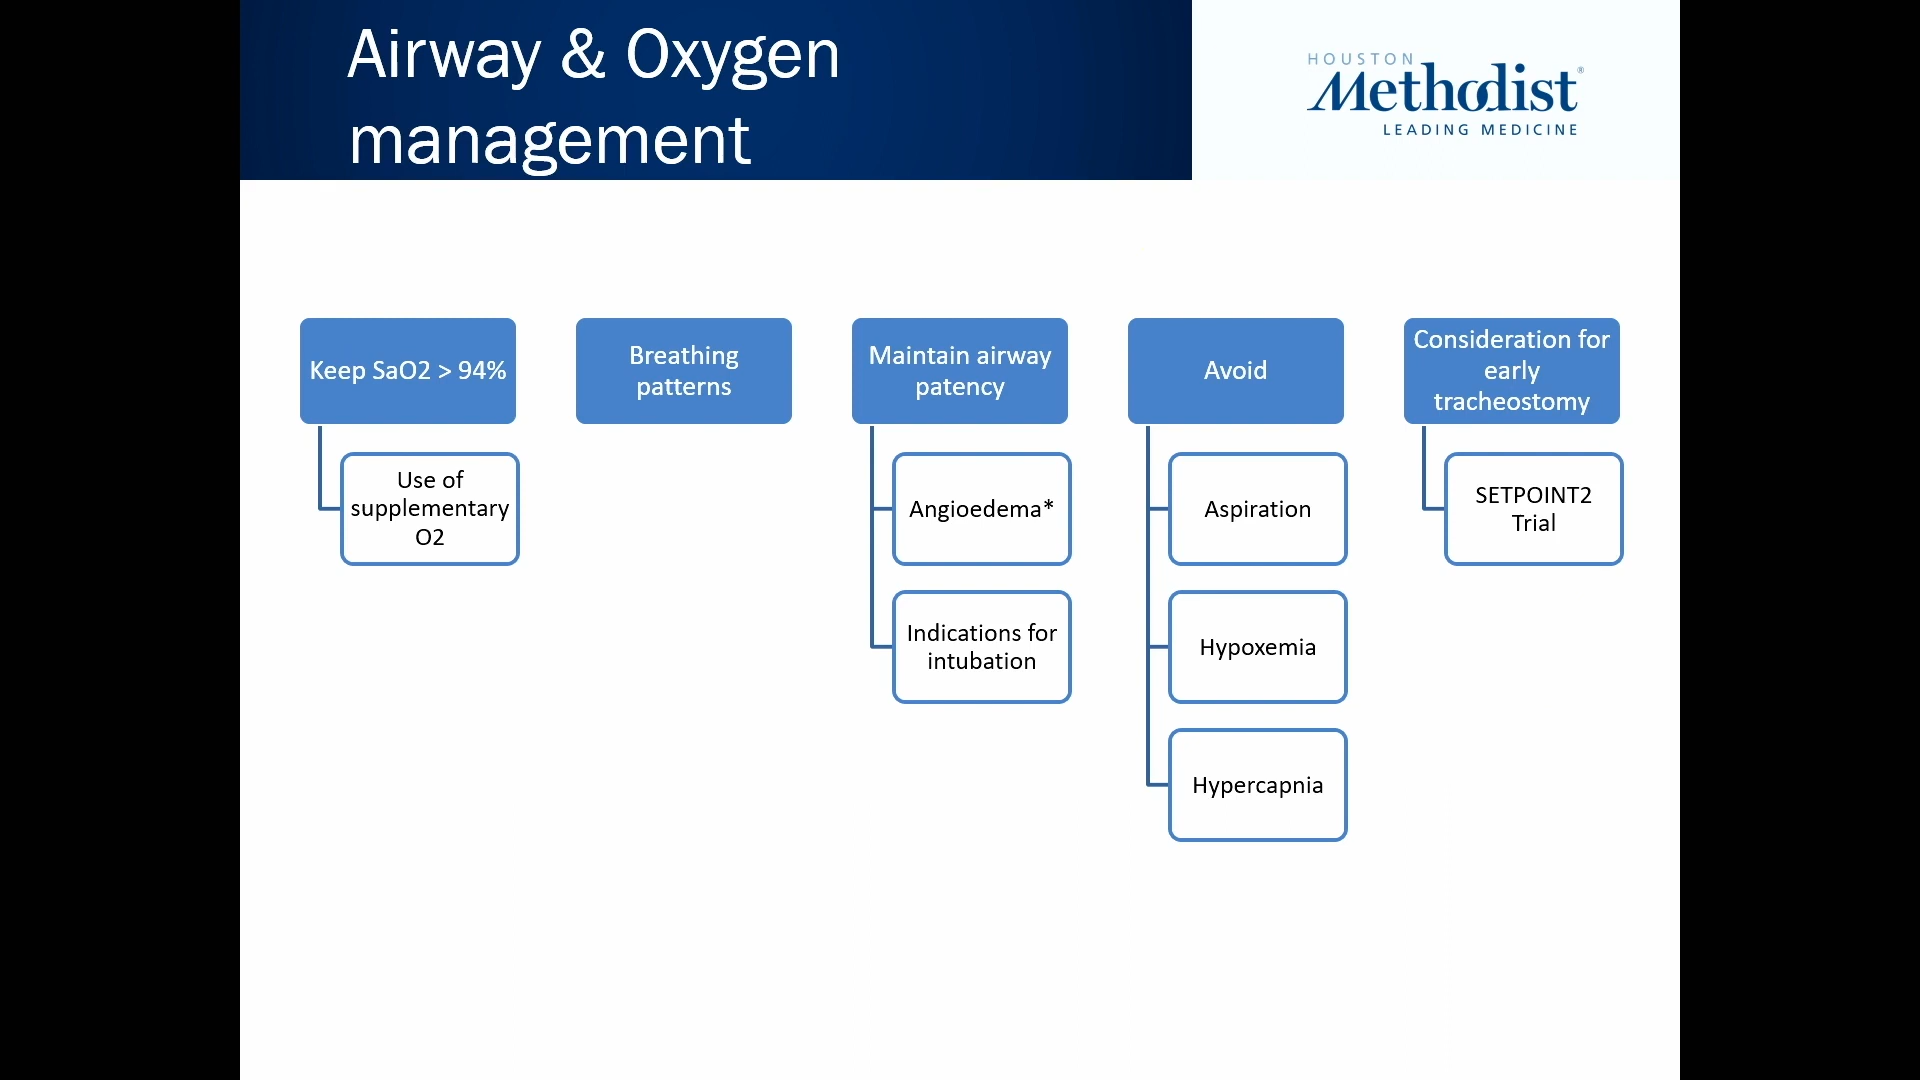 Airway & Oxygen
management
HOUSTON
Methodist®
LEADING MEDICINE
Keep SaO2 > 94%
Use of
supplementary
O2
Breathing
patterns
Maintain airway
patency
Angioedema*
Indications for
intubation
Avoid
Aspiration
Hypoxemia
Hypercapnia
Consideration for
early
tracheostomy
SETPOINT2
Trial